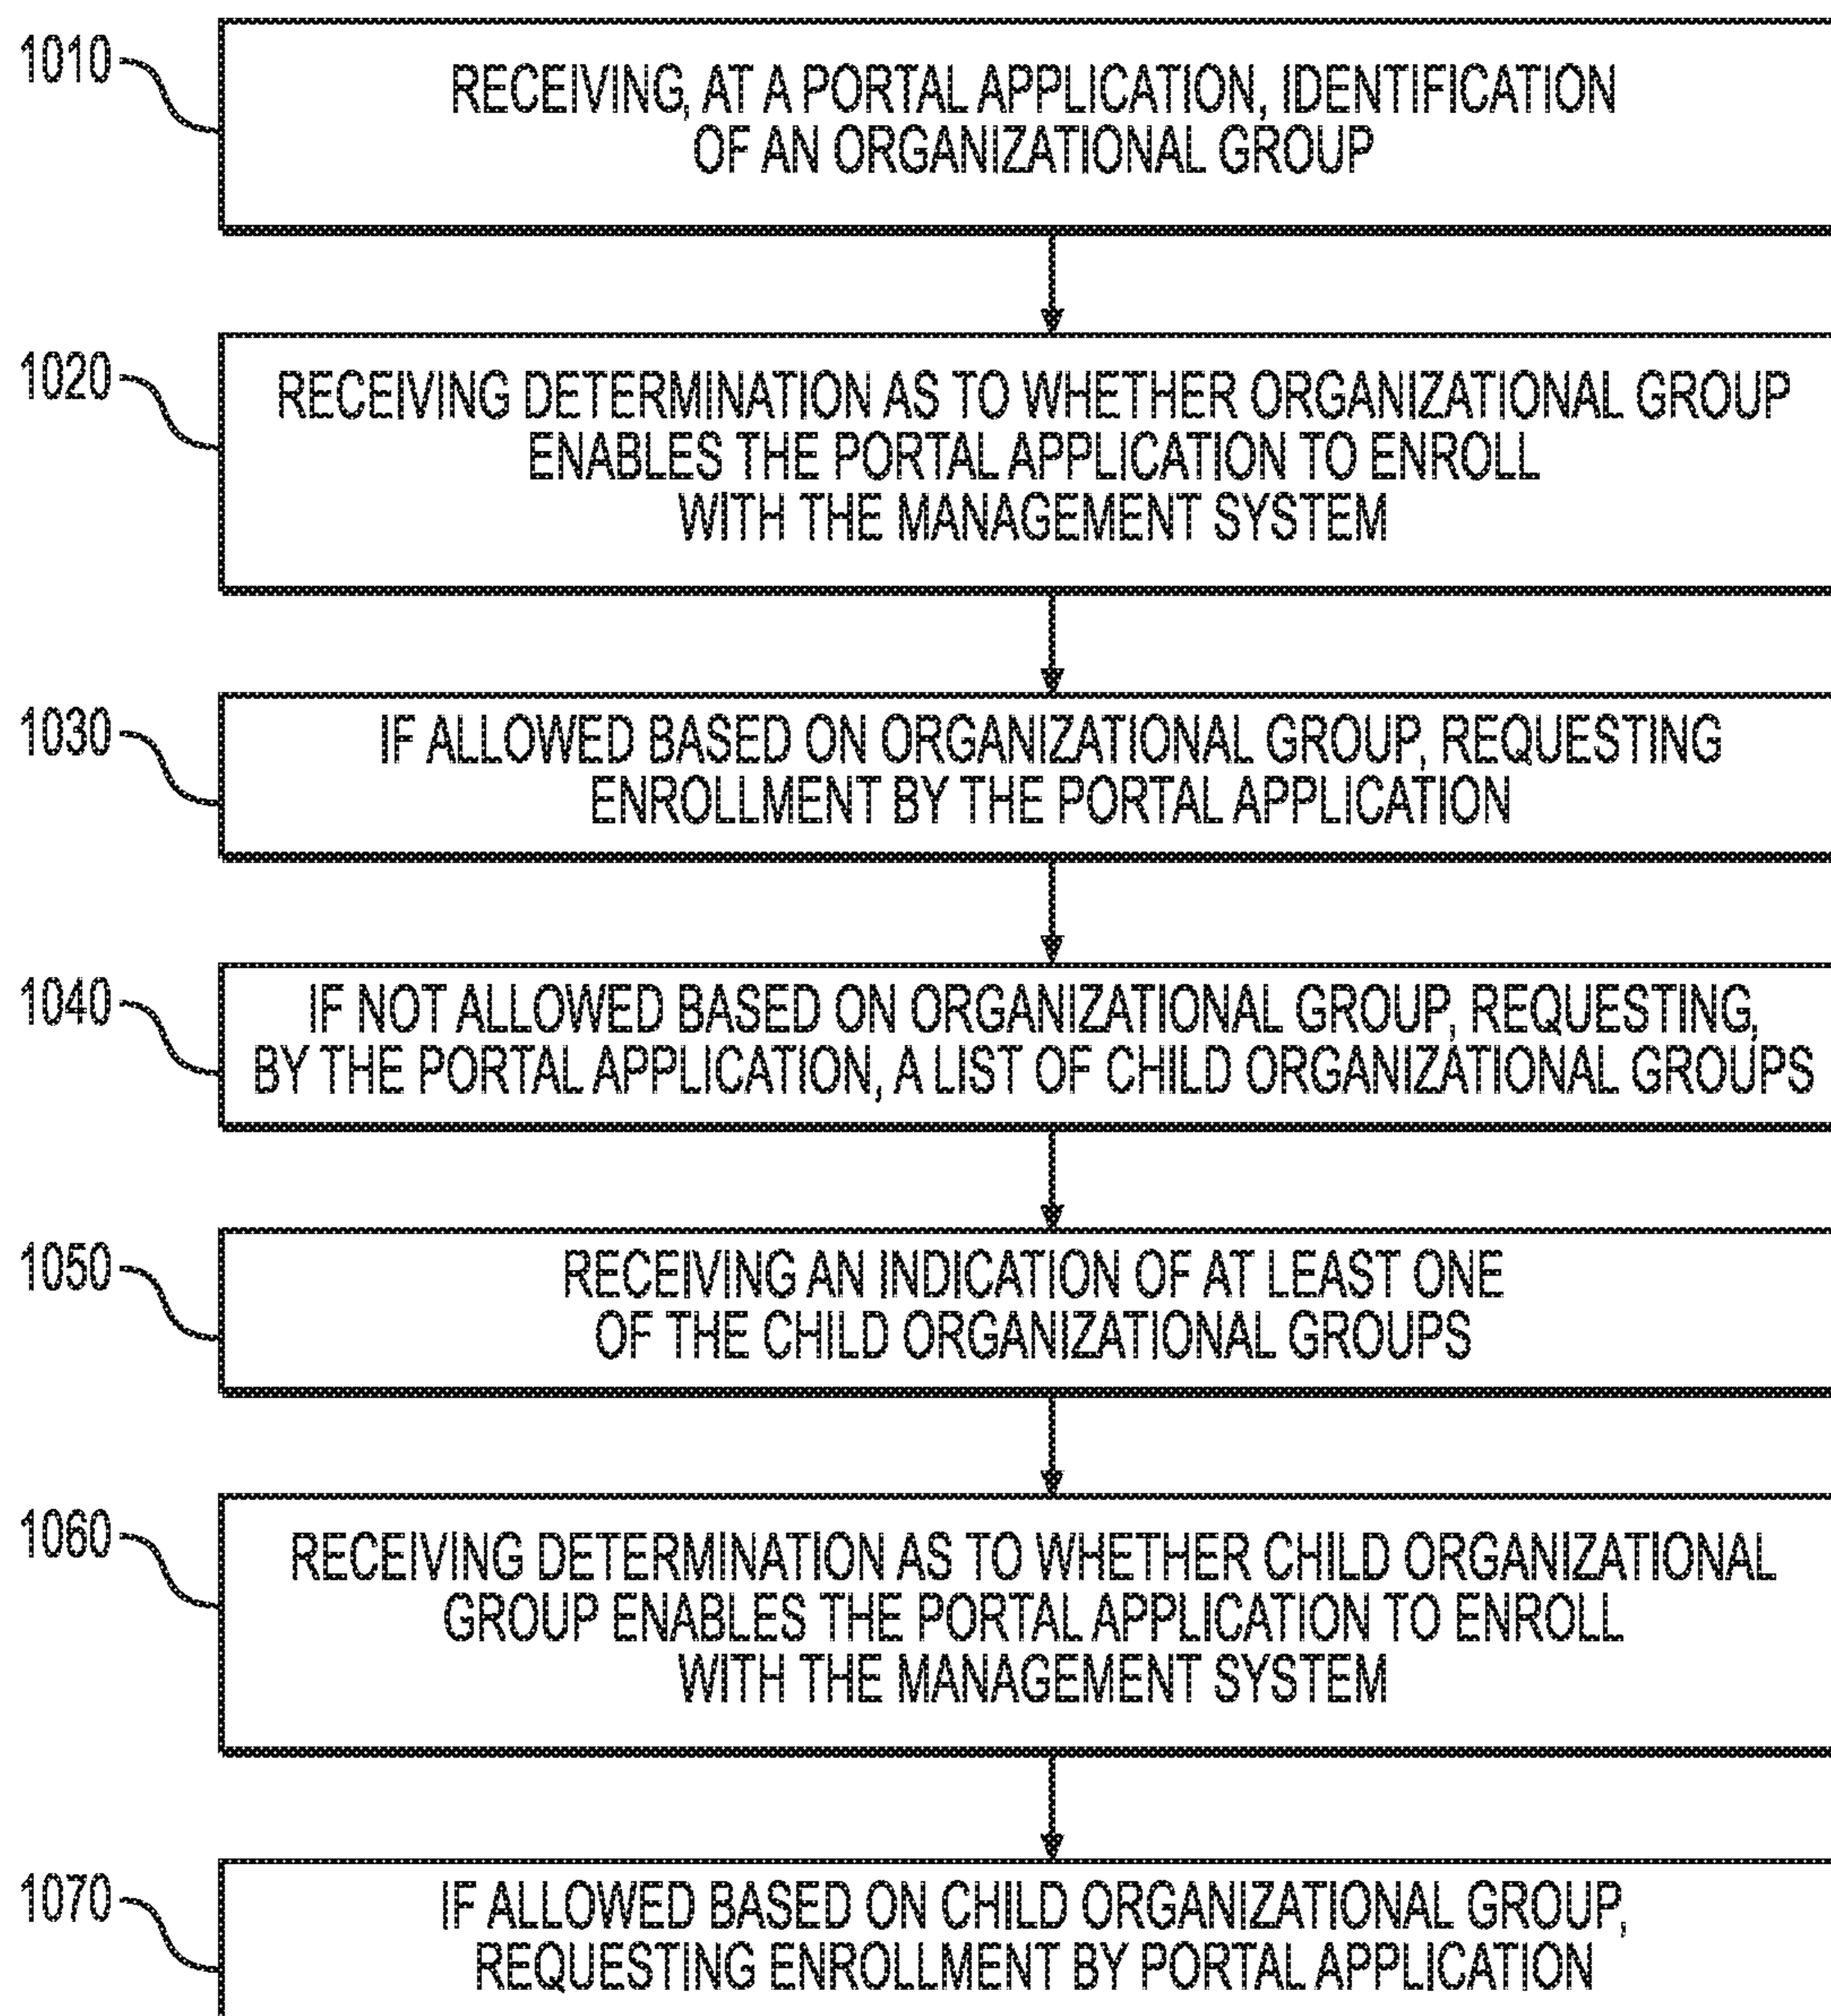 1010
RECEIVING, AT A PORTAL APPLICATION, IDENTIFICATION
OF AN ORGANIZATIONAL GROUP
1020
RECEIVING DETERMINATION AS TO WHETHER ORGANIZATIONAL GROUP
ENABLES THE PORTAL APPLICATION TO ENROLL
WITH THE MANAGEMENT SYSTEM
1030
IF ALLOWED BASED ON ORGANIZATIONAL GROUP, REQUESTING
ENROLLMENT BY THE PORTAL APPLICATION
1040
IF NOT ALLOWED BASED ON ORGANIZATIONAL GROUP, REQUESTING,
BY THE PORTAL APPLICATION, A LIST OF CHILD ORGANIZATIONAL GROUPS
1050
RECEIVING AN INDICATION OF AT LEAST ONE
OF THE CHILD ORGANIZATIONAL GROUPS
1060
RECEIVING DETERMINATION AS TO WHETHER CHILD ORGANIZATIONAL
GROUP ENABLES THE PORTAL APPLICATION TO ENROLL
WITH THE MANAGEMENT SYSTEM
1070
IF ALLOWED BASED ON CHILD ORGANIZATIONAL GROUP,
REQUESTING ENROLLMENT BY PORTAL APPLICATION